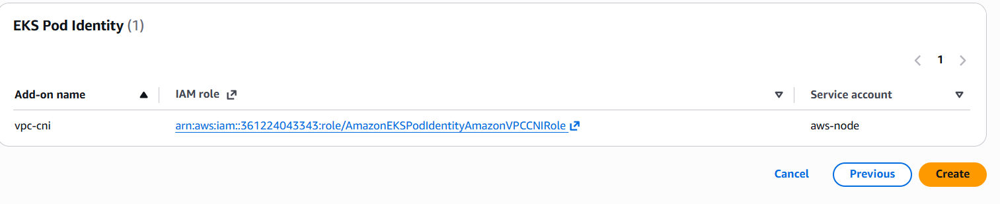 EKS Pod Identity (1)
1
Add-on name IAM role Service account
vpc-cni arn:aws:iam::361224043343:role/AmazonEKSPodIdentityAmazonVPCCNIRole aws-node
Cancel Previous Create